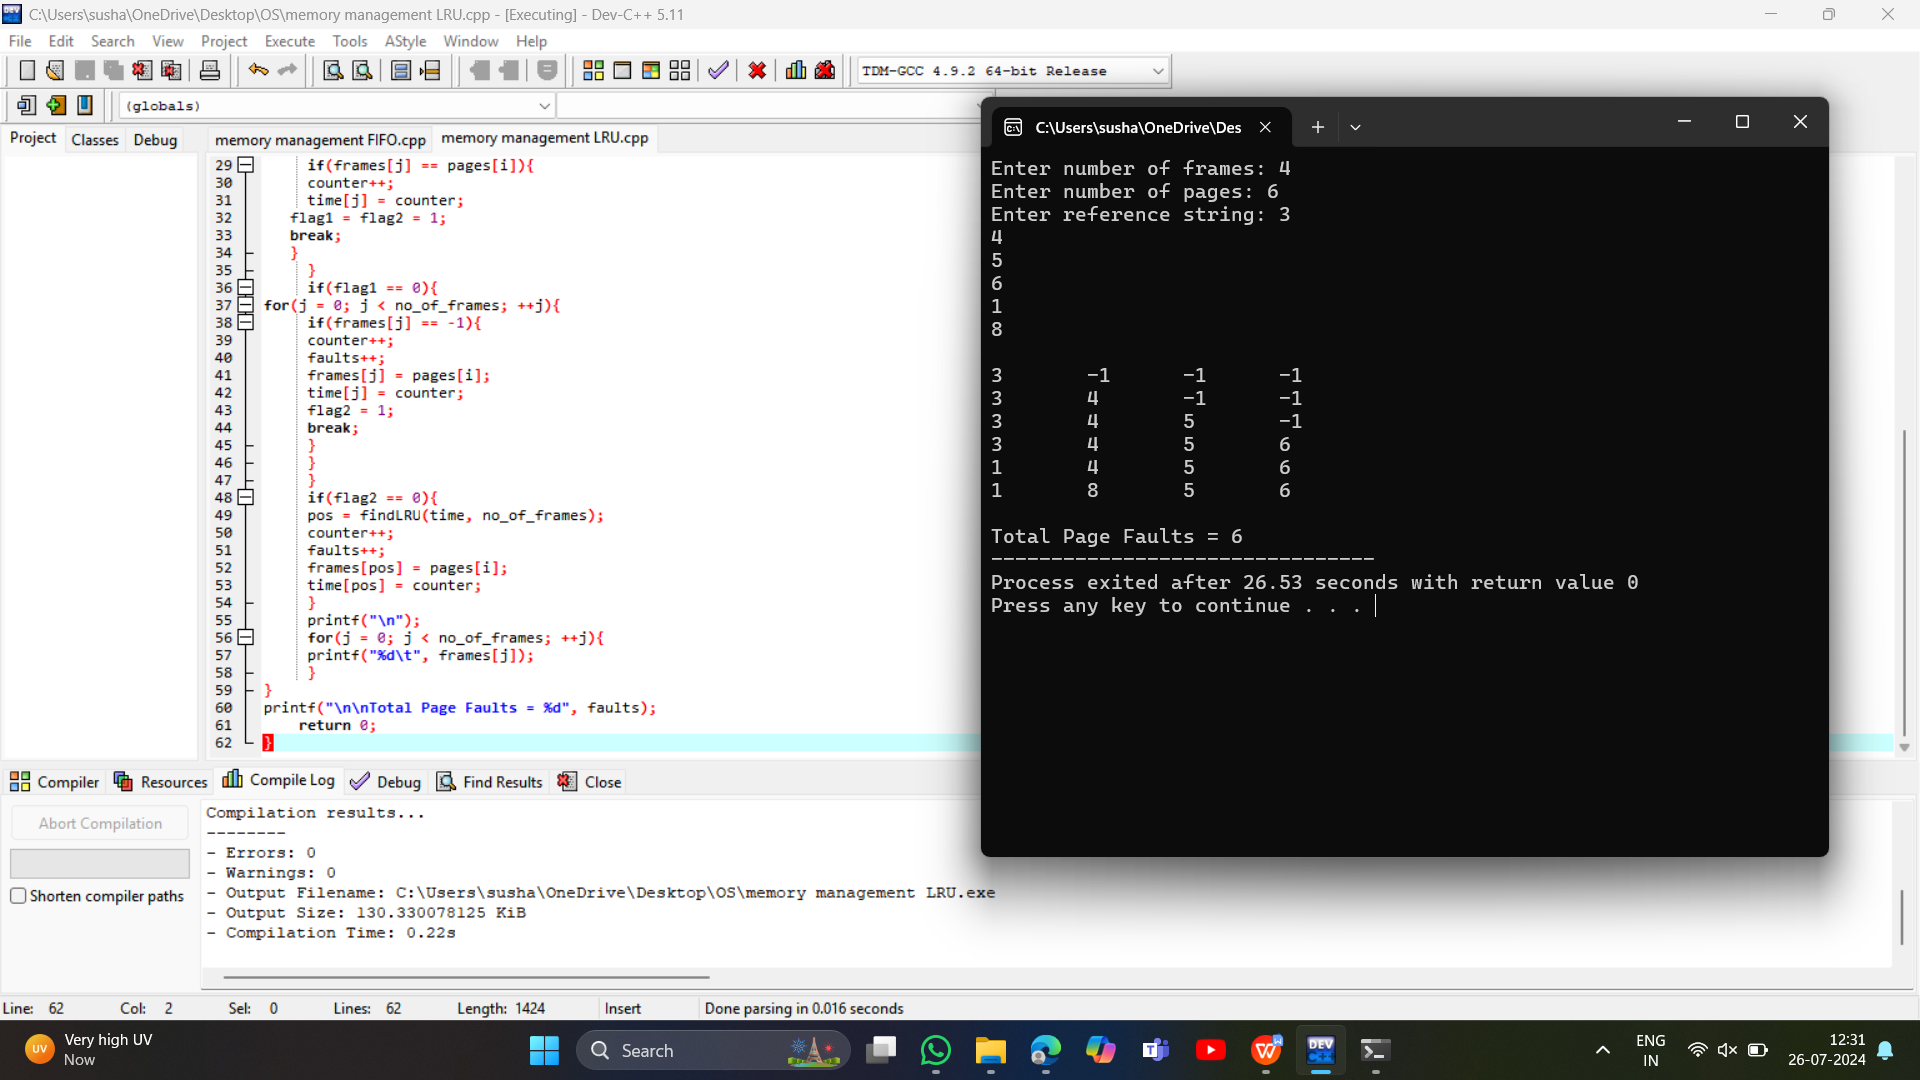 C:\Users\susha\OneDrive\Desktop\OS\memory management LRU.cpp - [Executing] - Dev-C++ 5.11
File Edit Search View Project Execute Tools AStyle Window Help
TDM-GCC 4.9.2 64-bit Release
(globals)
Project Classes Debug
memory management FIFO.cpp memory management LRU.cpp
29 if(frames[j] == pages[i]){
30 counter++;
31 time[j] = counter;
32 flag1 = flag2 = 1;
33 break;
34 }
35 }
36 if(flag1 == 0){
37 for(j = 0; j < no_of_frames; ++j){
38 if(frames[j] == -1){
39 counter++;
40 faults++;
41 frames[j] = pages[i];
42 time[j] = counter;
43 flag2 = 1;
44 break;
45 }
46 }
47 }
48 if(flag2 == 0){
49 pos = findLRU(time, no_of_frames);
50 counter++;
51 faults++;
52 frames[pos] = pages[i];
53 time[pos] = counter;
54 }
55 printf("\n");
56 for(j = 0; j < no_of_frames; ++j){
57 printf("%d\t", frames[j]);
58 }
59 }
60 printf("\n\nTotal Page Faults = %d", faults);
61 return 0;
62 }
C:\Users\susha\OneDrive\Des
Enter number of frames: 4
Enter number of pages: 6
Enter reference string: 3
4
5
6
1
8
3 -1 -1 -1
3 4 -1 -1
3 4 5 -1
3 4 5 6
1 4 5 6
1 8 5 6
Total Page Faults = 6
--------------------------------
Process exited after 26.53 seconds with return value 0
Press any key to continue . . .
Compiler Resources Compile Log Debug Find Results Close
Abort Compilation
Shorten compiler paths
Compilation results...
--------
- Errors: 0
- Warnings: 0
- Output Filename: C:\Users\susha\OneDrive\Desktop\OS\memory management LRU.exe
- Output Size: 130.330078125 KiB
- Compilation Time: 0.22s
Line: 62 Col: 2 Sel: 0 Lines: 62 Length: 1424 Insert Done parsing in 0.016 seconds
UV
Very high UV
Now
Search
DEV
ENG
IN
12:31
26-07-2024